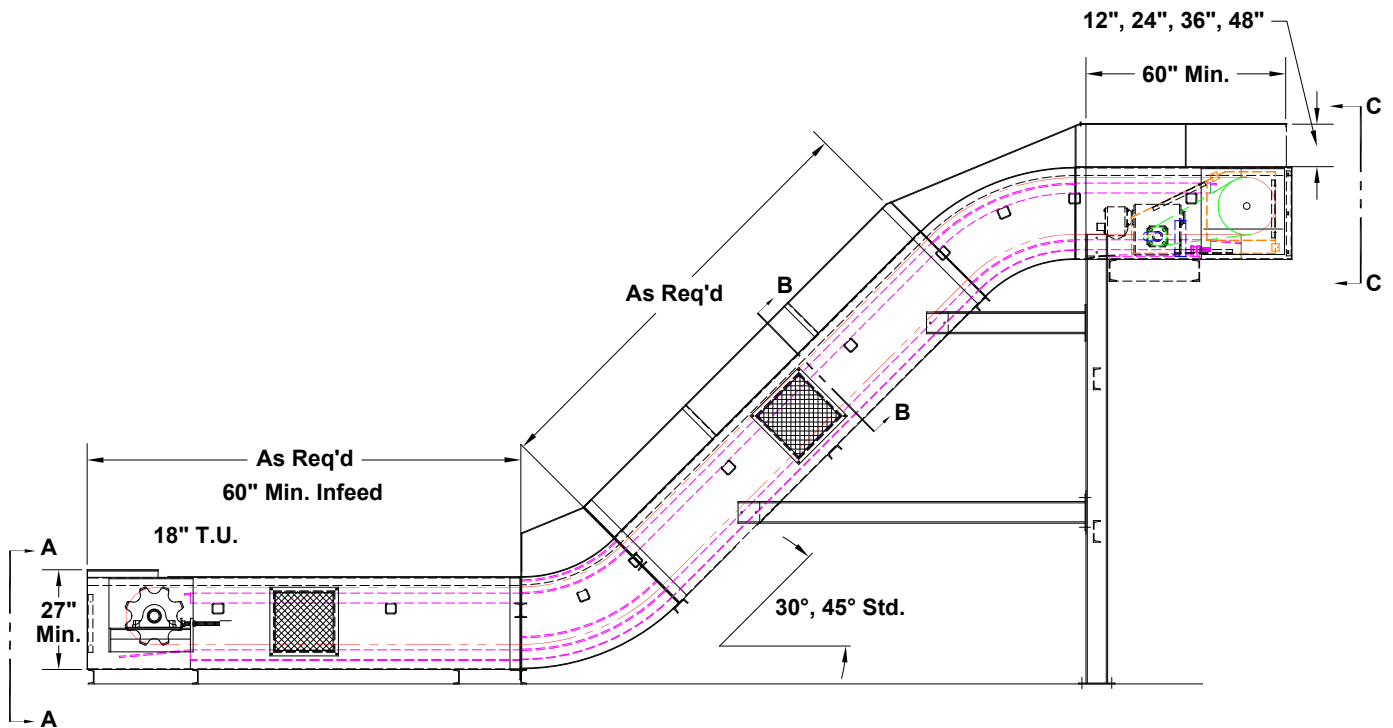 12", 24", 36", 48"
60" Min.
C
C
As Req'd
B
B
As Req'd
60" Min. Infeed
18" T.U.
A
27"
Min.
30°, 45° Std.
A